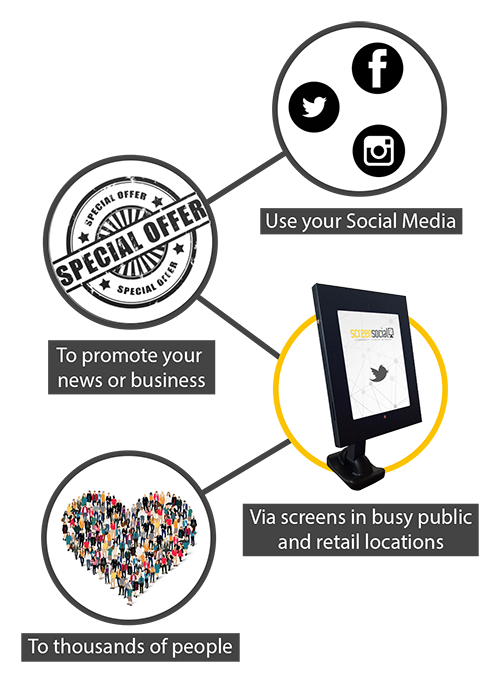 Use your Social Media
SPECIAL OFFER
SPECIAL OFFER
SPECIAL OFFER
To promote your
news or business
screensocial
Via screens in busy public
and retail locations
To thousands of people